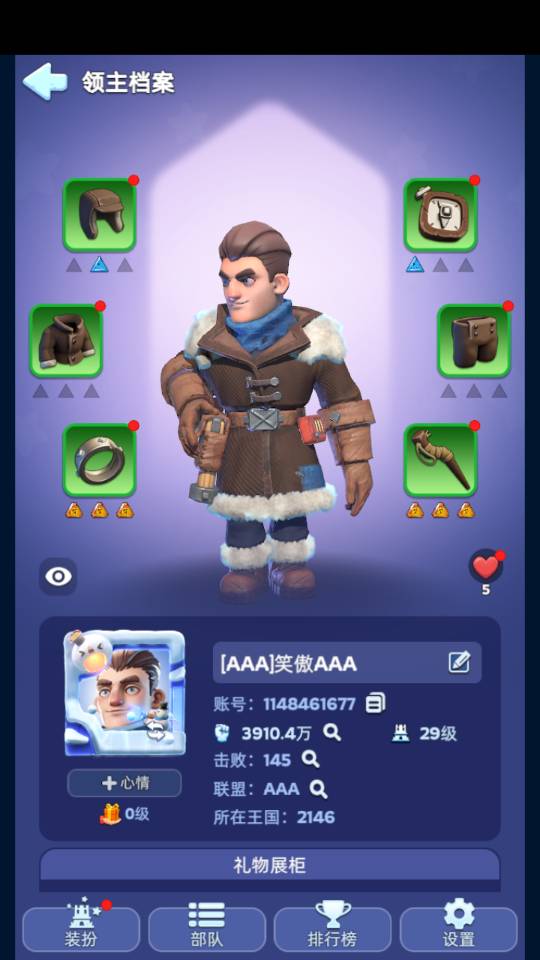 领主档案
5
[AAA]笑傲AAA
账号：1148461677
3910.4万
29级
击败：145
联盟：AAA
所在王国：2146
+心情
0级
礼物展柜
装扮
部队
排行榜
设置